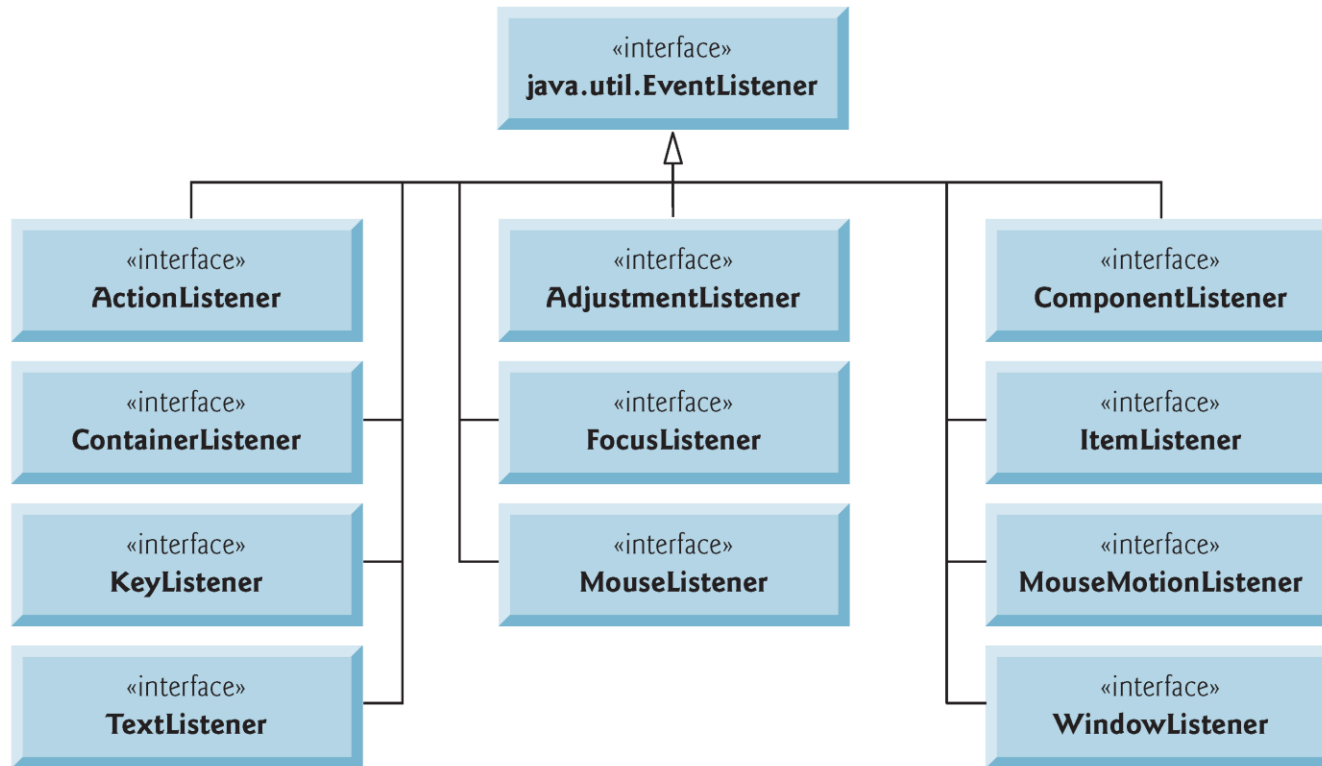 «interface»
java.util.EventListener
«interface»
ActionListener
«interface»
AdjustmentListener
«interface»
ComponentListener
«interface»
ContainerListener
«interface»
FocusListener
«interface»
ItemListener
«interface»
KeyListener
«interface»
MouseListener
«interface»
MouseMotionListener
«interface»
TextListener
«interface»
WindowListener